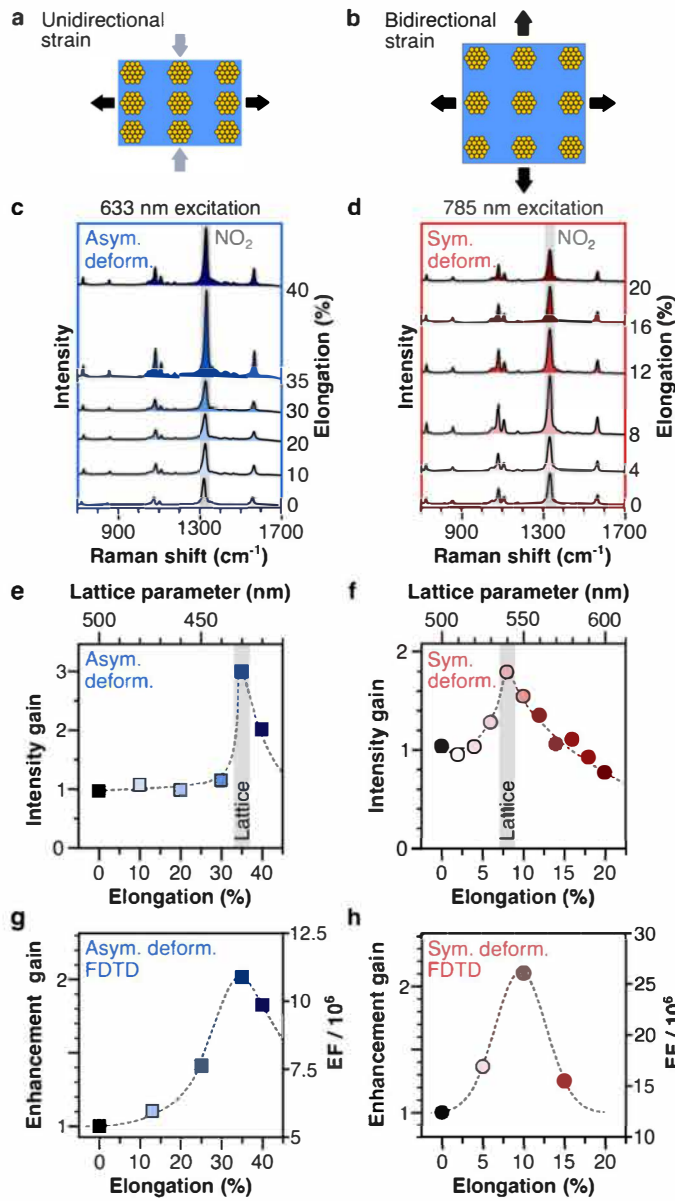 a Unidirectional
strain
b Bidirectional
strain
c 633 nm excitation
Asym.
deform.
NO2
40
35
30
20
10
0
Intensity
Elongation (%)
900 1300 1700
Raman shift (cm-1)
d 785 nm excitation
Sym.
deform.
NO2
20
16
12
8
4
0
Intensity
Elongation (%)
900 1300 1700
Raman shift (cm-1)
e Lattice parameter (nm)
500 450
Asym.
deform.
3
2
1
0
Intensity gain
Lattice
0 10 20 30 40
Elongation (%)
f Lattice parameter (nm)
500 540 600
Sym.
deform.
2
1
0
Intensity gain
Lattice
0 5 10 15 20
Elongation (%)
g Asym. deform.
FDTD
2
1
Enhancement gain
12.5
10
7.5
5
EF / 10^6
0 10 20 30 40
Elongation (%)
h Sym. deform.
FDTD
2
1
Enhancement gain
30
25
20
15
10
EF / 10^6
0 5 10 15 20
Elongation (%)